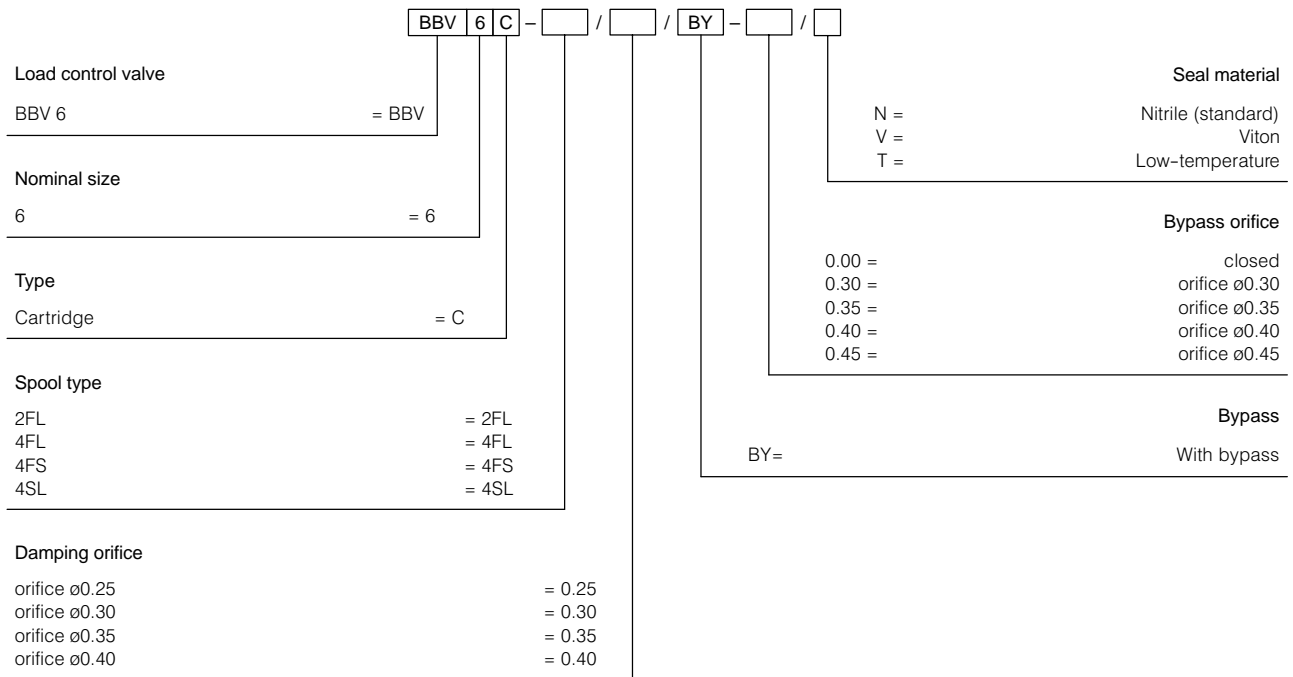 BBV 6 C – / / BY – /
Load control valve
BBV 6 = BBV
Nominal size
6 = 6
Type
Cartridge = C
Spool type
2FL = 2FL
4FL = 4FL
4FS = 4FS
4SL = 4SL
Damping orifice
orifice ø0.25 = 0.25
orifice ø0.30 = 0.30
orifice ø0.35 = 0.35
orifice ø0.40 = 0.40
Seal material
N = Nitrile (standard)
V = Viton
T = Low-temperature
Bypass orifice
0.00 = closed
0.30 = orifice ø0.30
0.35 = orifice ø0.35
0.40 = orifice ø0.40
0.45 = orifice ø0.45
Bypass
BY= With bypass